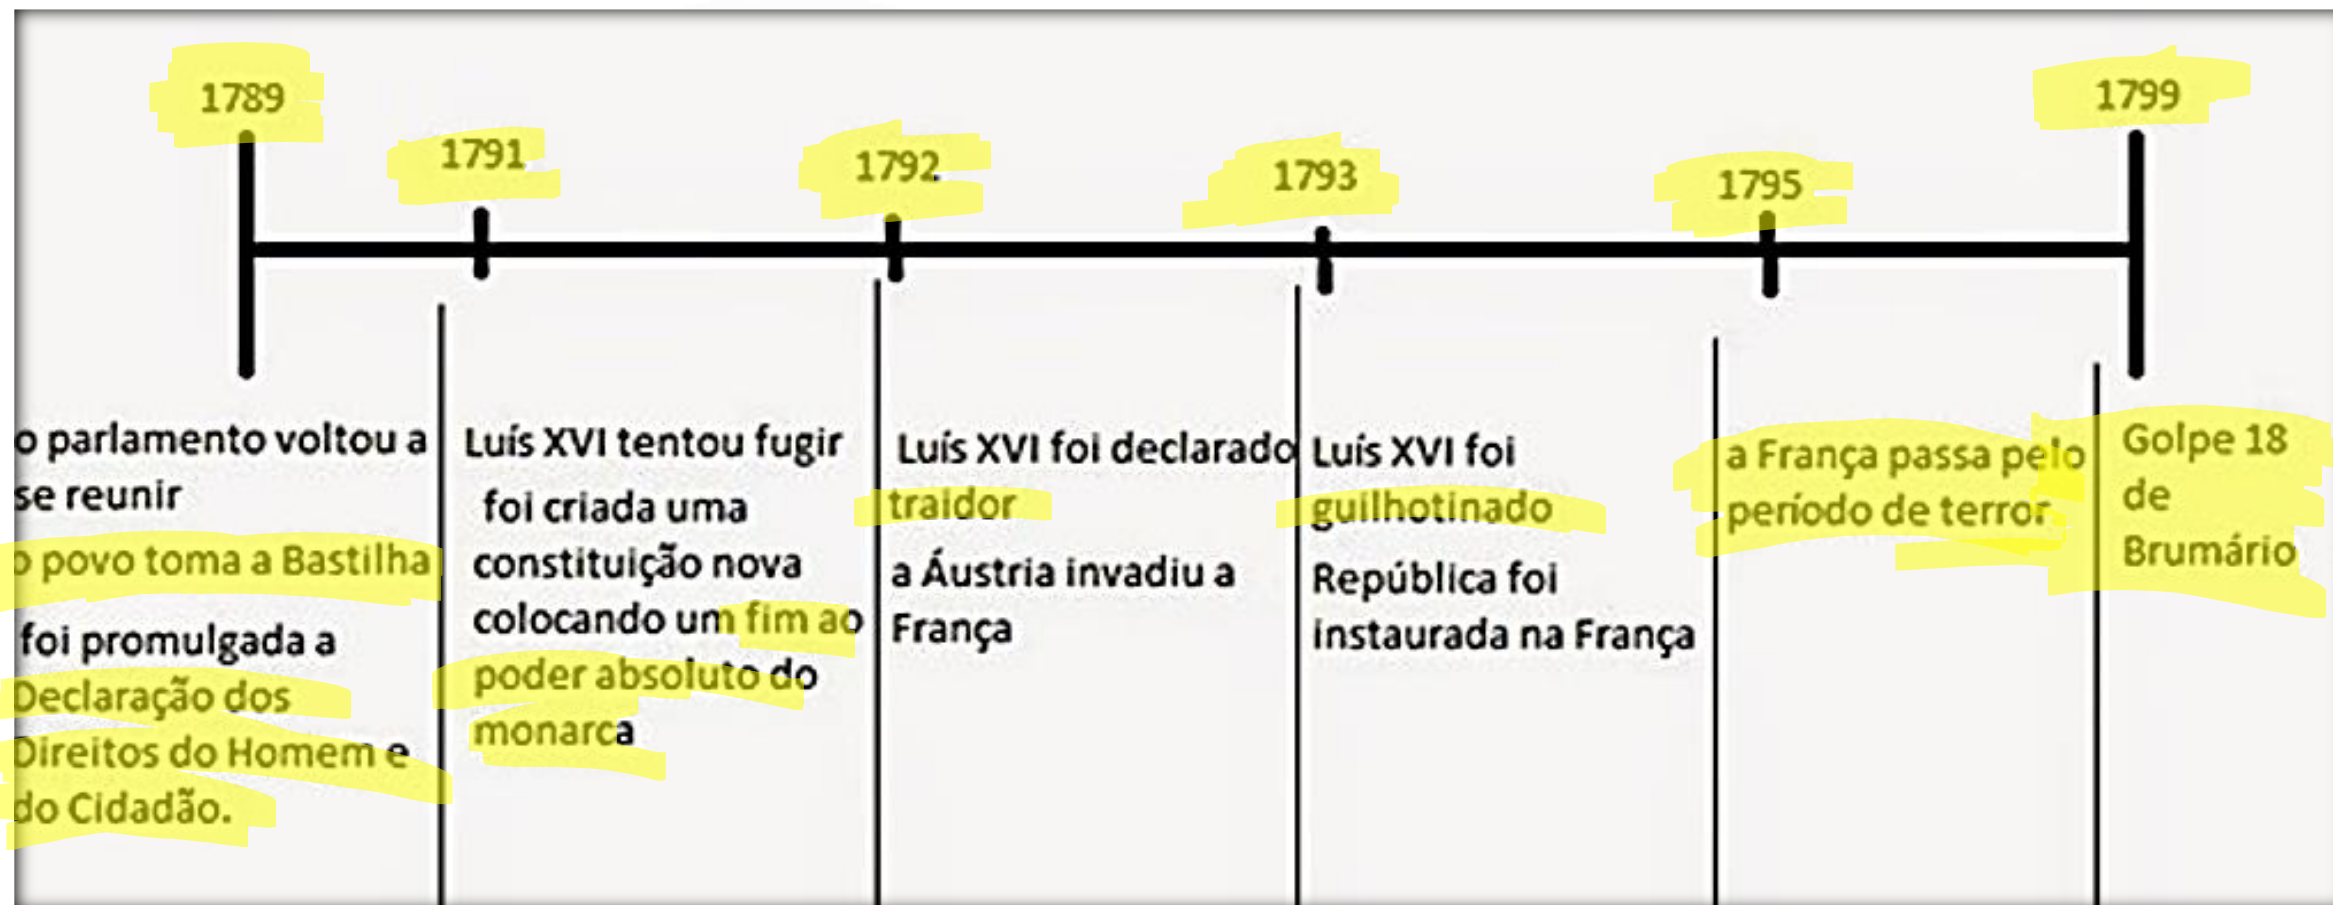 1789
1791
1792
1793
1795
1799
o parlamento voltou a
se reunir
o povo toma a Bastilha
foi promulgada a
Declaração dos
Direitos do Homem e
do Cidadão.
Luís XVI tentou fugir
foi criada uma
constituição nova
colocando um fim ao
poder absoluto do
monarca
Luís XVI foi declarado
traidor
a Áustria invadiu a
França
Luís XVI foi
guilhotinado
República foi
instaurada na França
a França passa pelo
período de terror
Golpe 18
de
Brumário